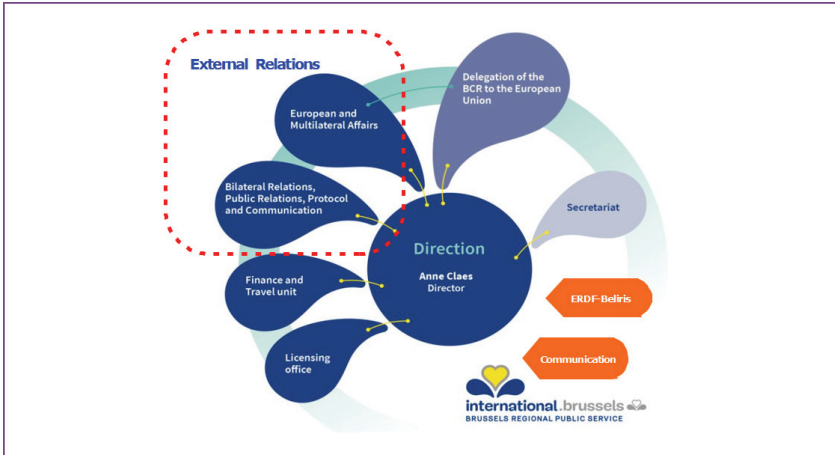 External Relations
European and
Multilateral Affairs
Delegation of the
BCR to the European
Union
Bilateral Relations,
Public Relations, Protocol
and Communication
Secretariat
Direction
Anne Claes
Director
Finance and
Travel unit
ERDF-Beliris
Licensing
office
Communication
international.brussels
BRUSSELS REGIONAL PUBLIC SERVICE